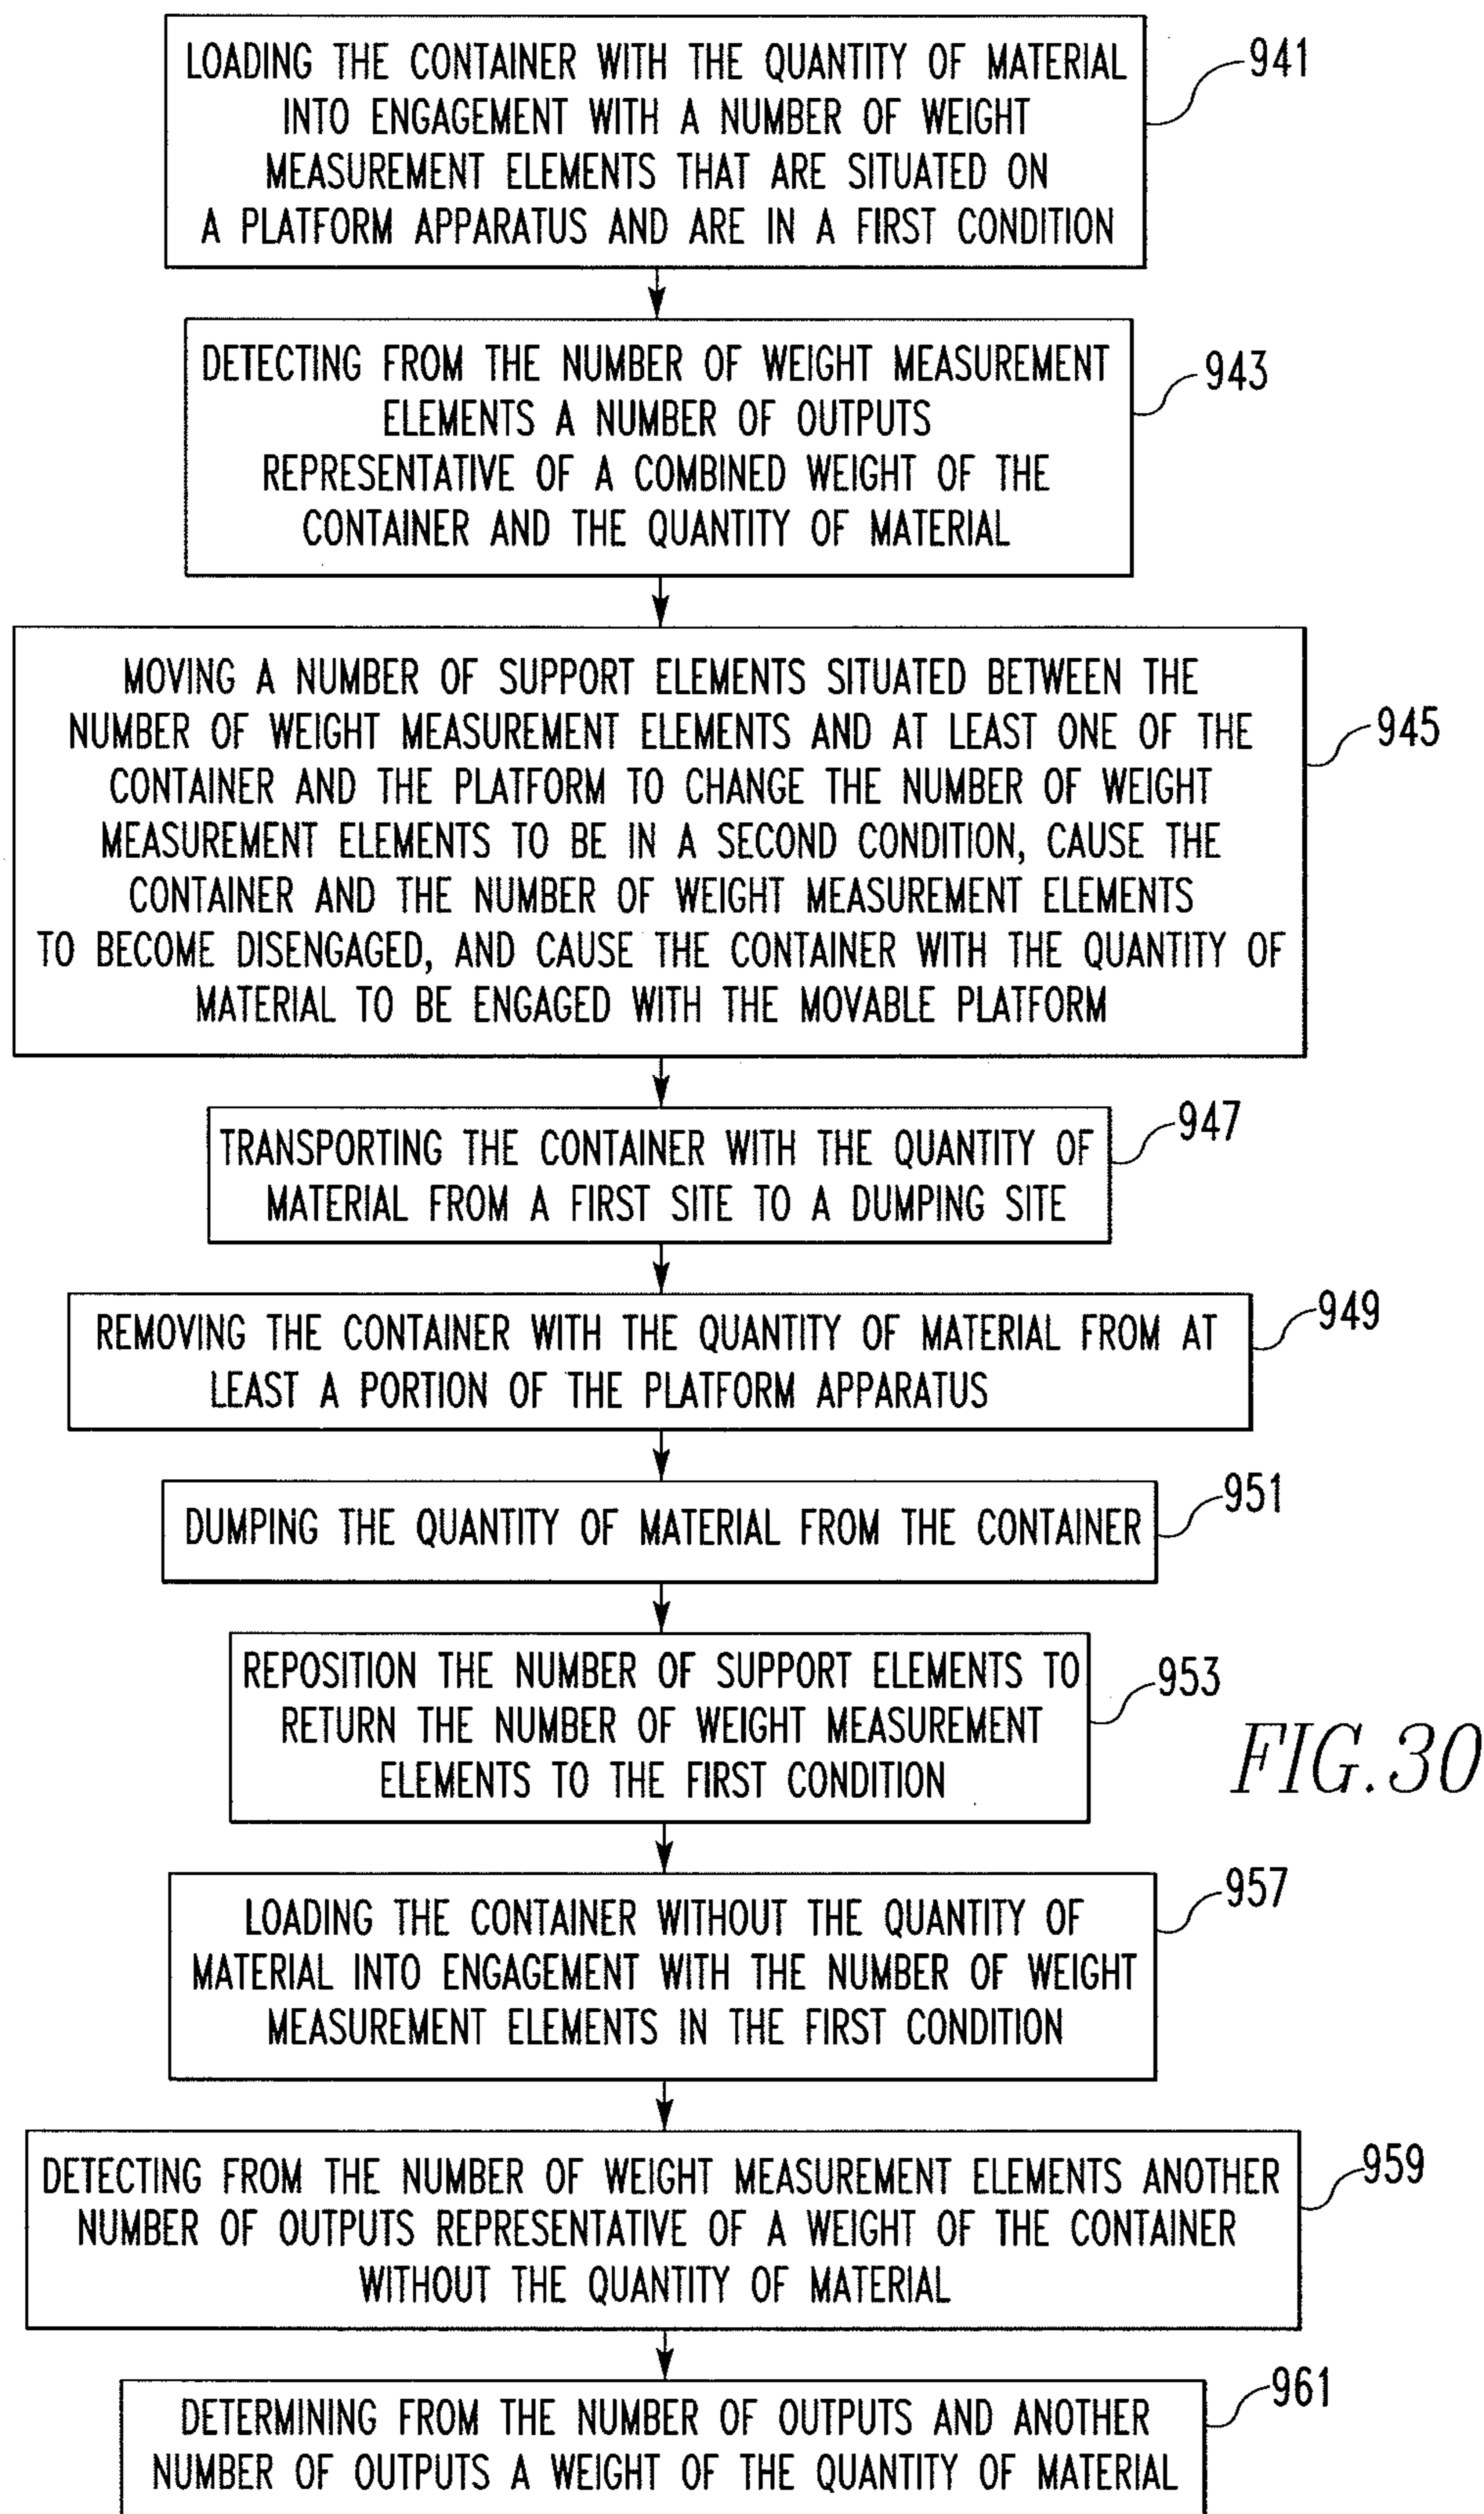 LOADING THE CONTAINER WITH THE QUANTITY OF MATERIAL
INTO ENGAGEMENT WITH A NUMBER OF WEIGHT
MEASUREMENT ELEMENTS THAT ARE SITUATED ON
A PLATFORM APPARATUS AND ARE IN A FIRST CONDITION
941
DETECTING FROM THE NUMBER OF WEIGHT MEASUREMENT
ELEMENTS A NUMBER OF OUTPUTS
REPRESENTATIVE OF A COMBINED WEIGHT OF THE
CONTAINER AND THE QUANTITY OF MATERIAL
943
MOVING A NUMBER OF SUPPORT ELEMENTS SITUATED BETWEEN THE
NUMBER OF WEIGHT MEASUREMENT ELEMENTS AND AT LEAST ONE OF THE
CONTAINER AND THE PLATFORM TO CHANGE THE NUMBER OF WEIGHT
MEASUREMENT ELEMENTS TO BE IN A SECOND CONDITION, CAUSE THE
CONTAINER AND THE NUMBER OF WEIGHT MEASUREMENT ELEMENTS
TO BECOME DISENGAGED, AND CAUSE THE CONTAINER WITH THE QUANTITY OF
MATERIAL TO BE ENGAGED WITH THE MOVABLE PLATFORM
945
TRANSPORTING THE CONTAINER WITH THE QUANTITY OF
MATERIAL FROM A FIRST SITE TO A DUMPING SITE
947
REMOVING THE CONTAINER WITH THE QUANTITY OF MATERIAL FROM AT
LEAST A PORTION OF THE PLATFORM APPARATUS
949
DUMPING THE QUANTITY OF MATERIAL FROM THE CONTAINER
951
REPOSITION THE NUMBER OF SUPPORT ELEMENTS TO
RETURN THE NUMBER OF WEIGHT MEASUREMENT
ELEMENTS TO THE FIRST CONDITION
953
FIG. 30
LOADING THE CONTAINER WITHOUT THE QUANTITY OF
MATERIAL INTO ENGAGEMENT WITH THE NUMBER OF WEIGHT
MEASUREMENT ELEMENTS IN THE FIRST CONDITION
957
DETECTING FROM THE NUMBER OF WEIGHT MEASUREMENT ELEMENTS ANOTHER
NUMBER OF OUTPUTS REPRESENTATIVE OF A WEIGHT OF THE CONTAINER
WITHOUT THE QUANTITY OF MATERIAL
959
DETERMINING FROM THE NUMBER OF OUTPUTS AND ANOTHER
NUMBER OF OUTPUTS A WEIGHT OF THE QUANTITY OF MATERIAL
961